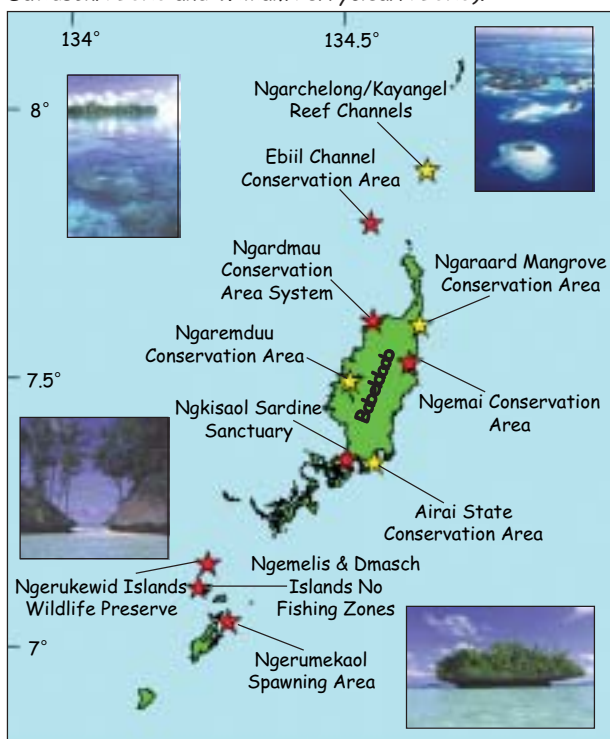 134°
134.5°
8°
Ngarchelong/Kayangel
Reef Channels
Ebiil Channel
Conservation Area
Ngardmau
Conservation
Area System
Ngaraard Mangrove
Conservation Area
Ngaremduu
Conservation Area
7.5°
Babeldaob
Ngkisaol Sardine
Sanctuary
Ngemai Conservation
Area
Airai State
Conservation Area
Ngerukewid Islands
Wildlife Preserve
Ngemelis & Dmasch
Islands No
Fishing Zones
7°
Ngerumekaol
Spawning Area